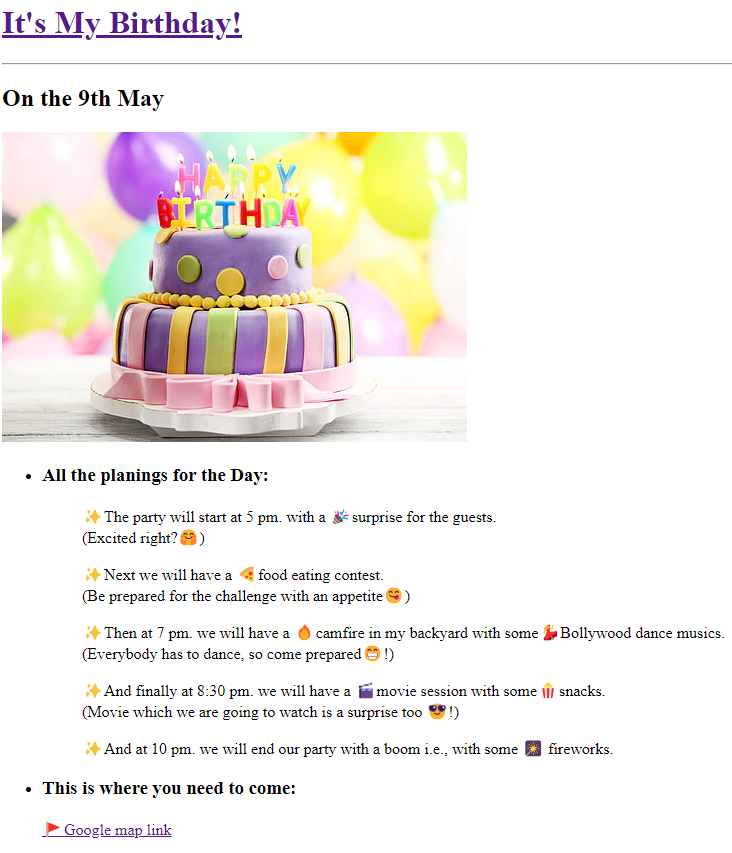 It's My Birthday!
On the 9th May
HAPPY
BIRTHDAY
• All the planings for the Day:
✨The party will start at 5 pm. with a 🎉surprise for the guests.
(Excited right?🤗)
✨Next we will have a 🍕food eating contest.
(Be prepared for the challenge with an appetite😋)
✨Then at 7 pm. we will have a 🔥 camfire in my backyard with some 💃Bollywood dance musics.
(Everybody has to dance, so come prepared😁!)
✨And finally at 8:30 pm. we will have a 🎬movie session with some🍿 snacks.
(Movie which we are going to watch is a surprise too 😎!)
✨And at 10 pm. we will end our party with a boom i.e., with some 🎆 fireworks.
• This is where you need to come:
🚩Google map link